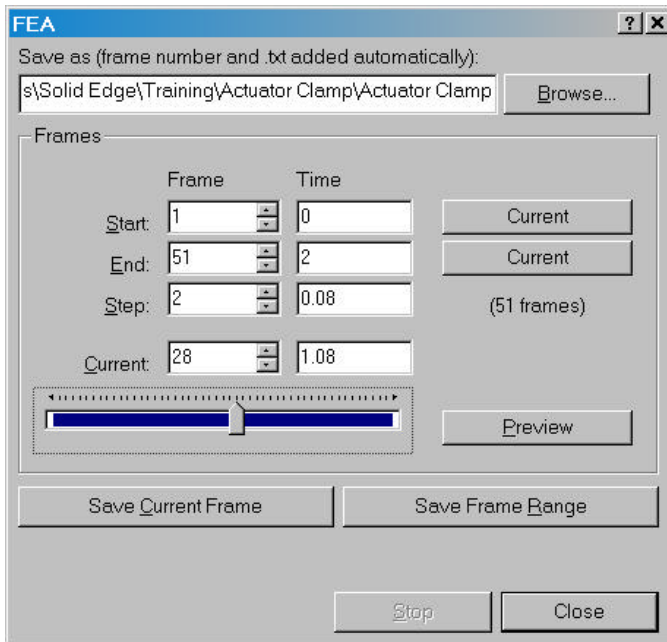 FEA
Save as (frame number and .txt added automatically):
s\Solid Edge\Training\Actuator Clamp\Actuator Clamp Browse...
Frames
Frame Time
Start: 1 0 Current
End: 51 2 Current
Step: 2 0.08 (51 frames)
Current: 28 1.08
Preview
Save Current Frame Save Frame Range
Stop Close